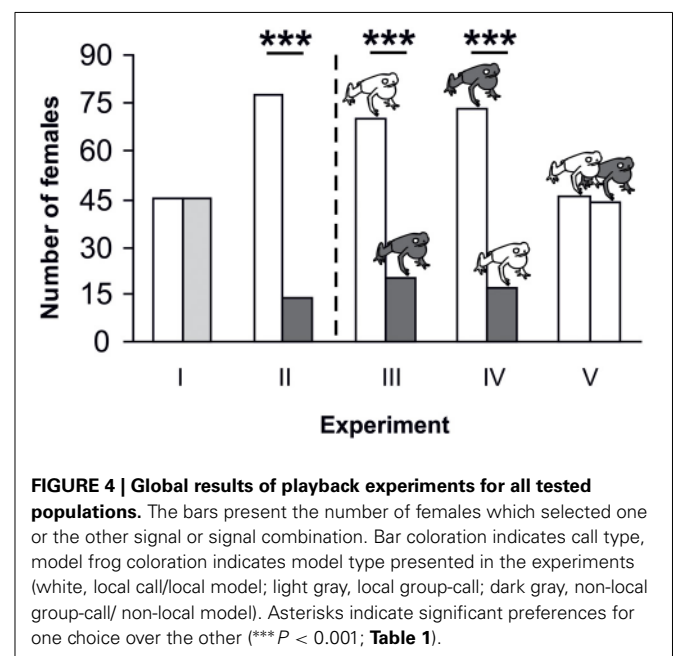 *** *** ***
90
75
60
45
30
15
0
Number of females
I II III IV V
Experiment
FIGURE 4 | Global results of playback experiments for all tested
populations. The bars present the number of females which selected one
or the other signal or signal combination. Bar coloration indicates call type,
model frog coloration indicates model type presented in the experiments
(white, local call/local model; light gray, local group-call; dark gray, non-local
group-call/ non-local model). Asterisks indicate significant preferences for
one choice over the other (***P < 0.001; Table 1).